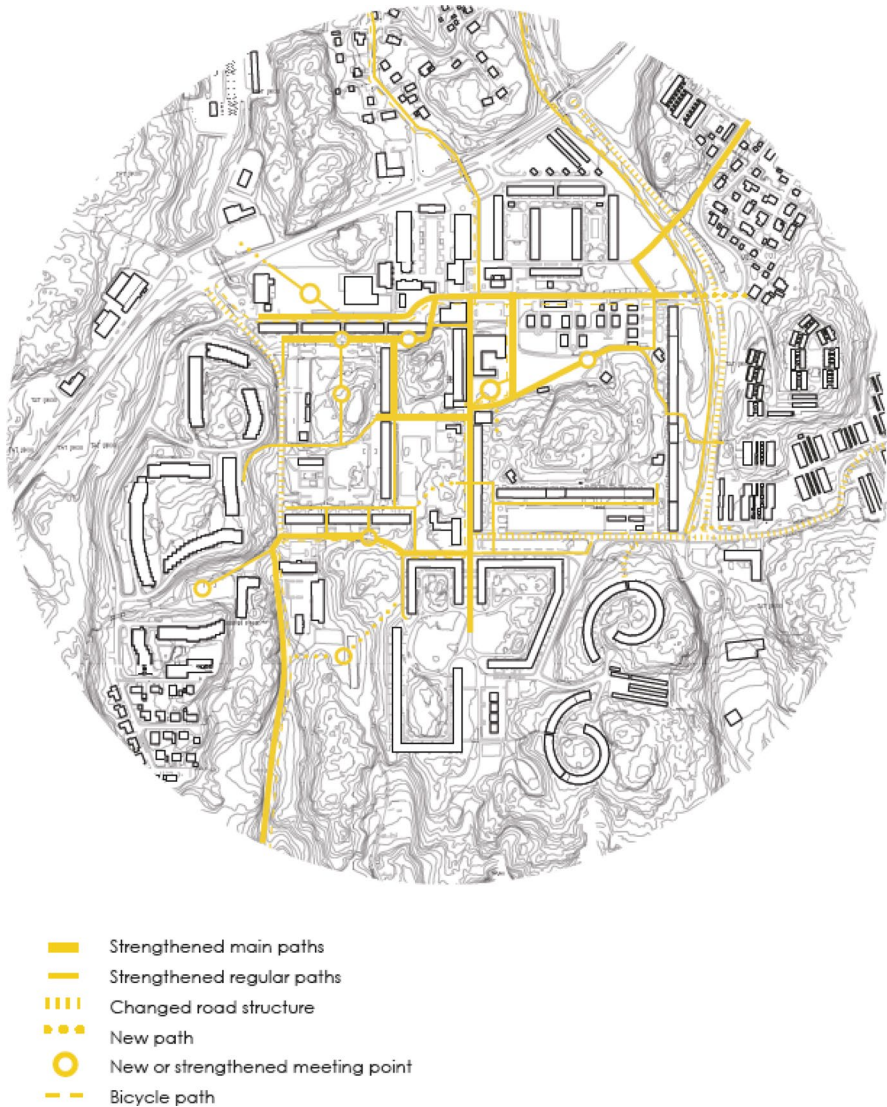 Strengthened main paths
Strengthened regular paths
Changed road structure
New path
New or strengthened meeting point
Bicycle path